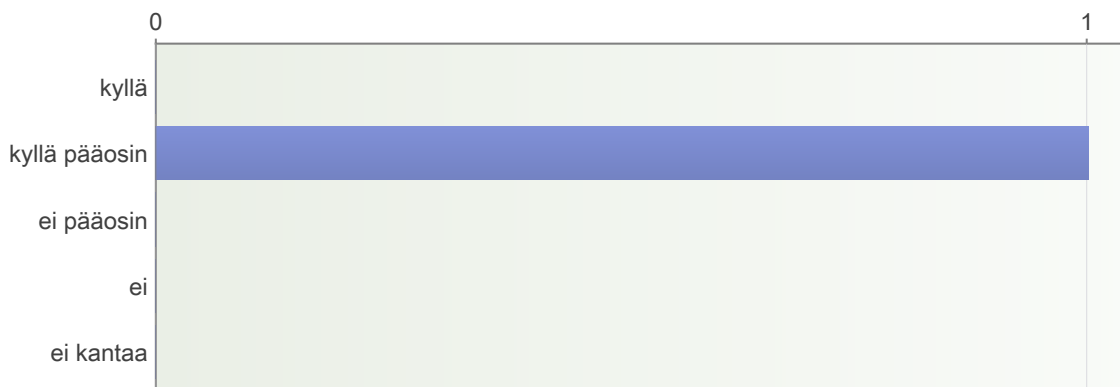 0 1
kyllä
kyllä pääosin
ei pääosin
ei
ei kantaa